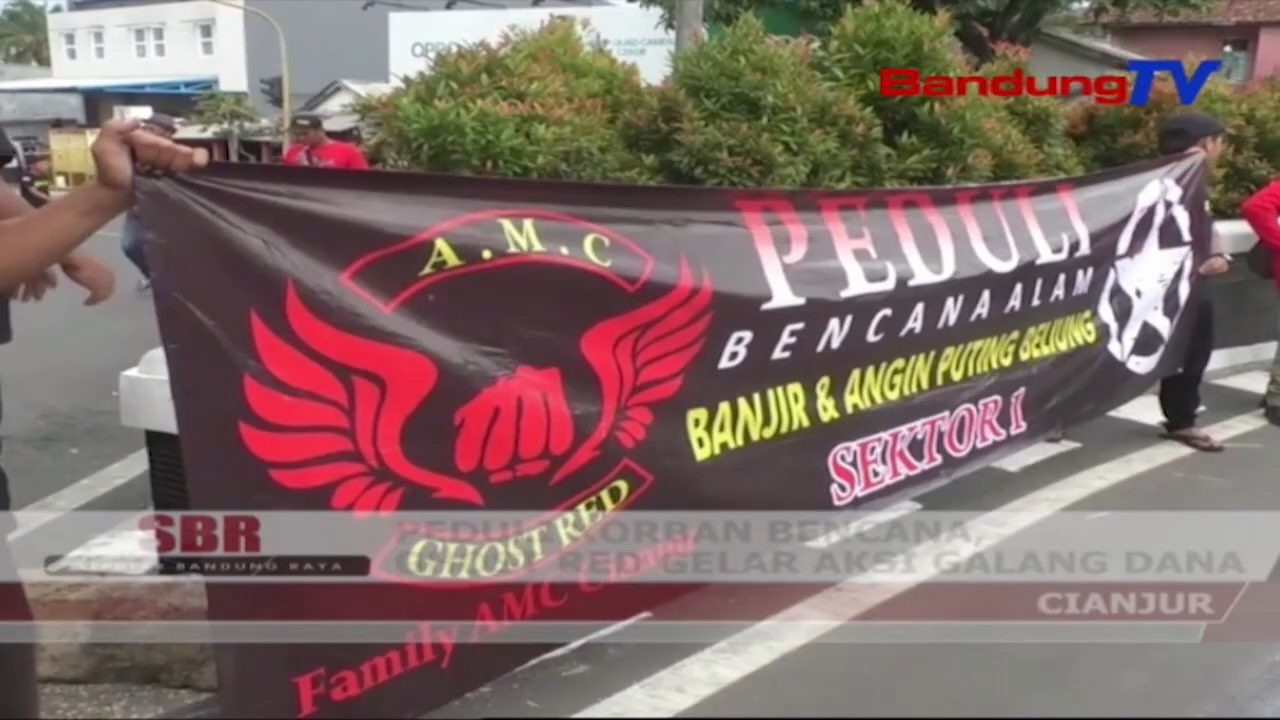 BandungTV
A.M.C
PEDULI
BENCANA ALAM
BANJIR & ANGIN PUTING BELIUNG
SEKTOR I
GHOST RED
Family AMC
SBR
BANDUNG RAYA
PEDULI KORBAN BENCANA,
RED GELAR AKSI GALANG DANA
CIANJUR